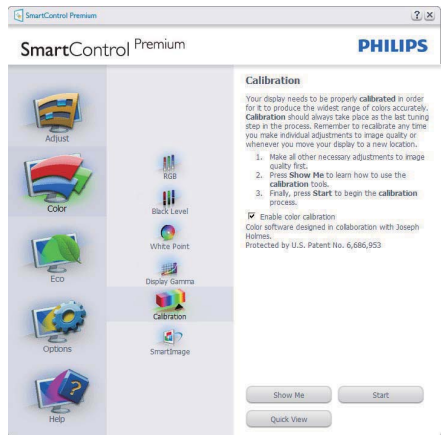 SmartControl Premium
SmartControl Premium
PHILIPS
Adjust
Color
Eco
Options
Help
RGB
Black Level
White Point
Display Gamma
Calibration
SmartImage
Calibration
Your display needs to be properly calibrated in order
for it to produce the widest range of colors accurately.
Calibration should always take place as the last tuning
step in the process. Remember to recalibrate any time
you make individual adjustments to image quality or
whenever you move your display to a new location.
1. Make all other necessary adjustments to image
quality first.
2. Press Show Me to learn how to use the
calibration tools.
3. Finally, press Start to begin the calibration
process.
Enable color calibration
Color software designed in collaboration with Joseph
Holmes.
Protected by U.S. Patent No. 6,686,953
Show Me
Start
Quick View